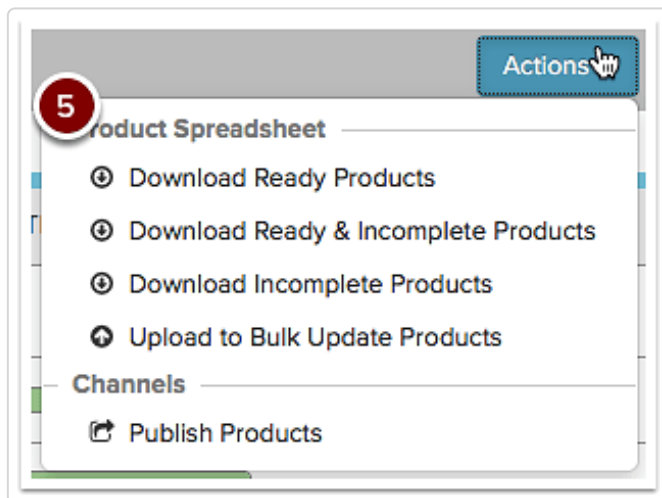 Actions
5
roduct Spreadsheet
Download Ready Products
Download Ready & Incomplete Products
Download Incomplete Products
Upload to Bulk Update Products
Channels
Publish Products